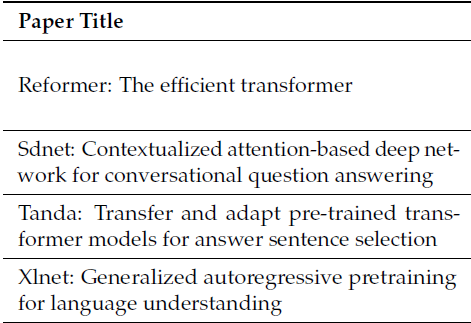 Paper Title
Reformer: The efficient transformer
Sdnet: Contextualized attention-based deep net-
work for conversational question answering
Tanda: Transfer and adapt pre-trained trans-
former models for answer sentence selection
Xlnet: Generalized autoregressive pretraining
for language understanding